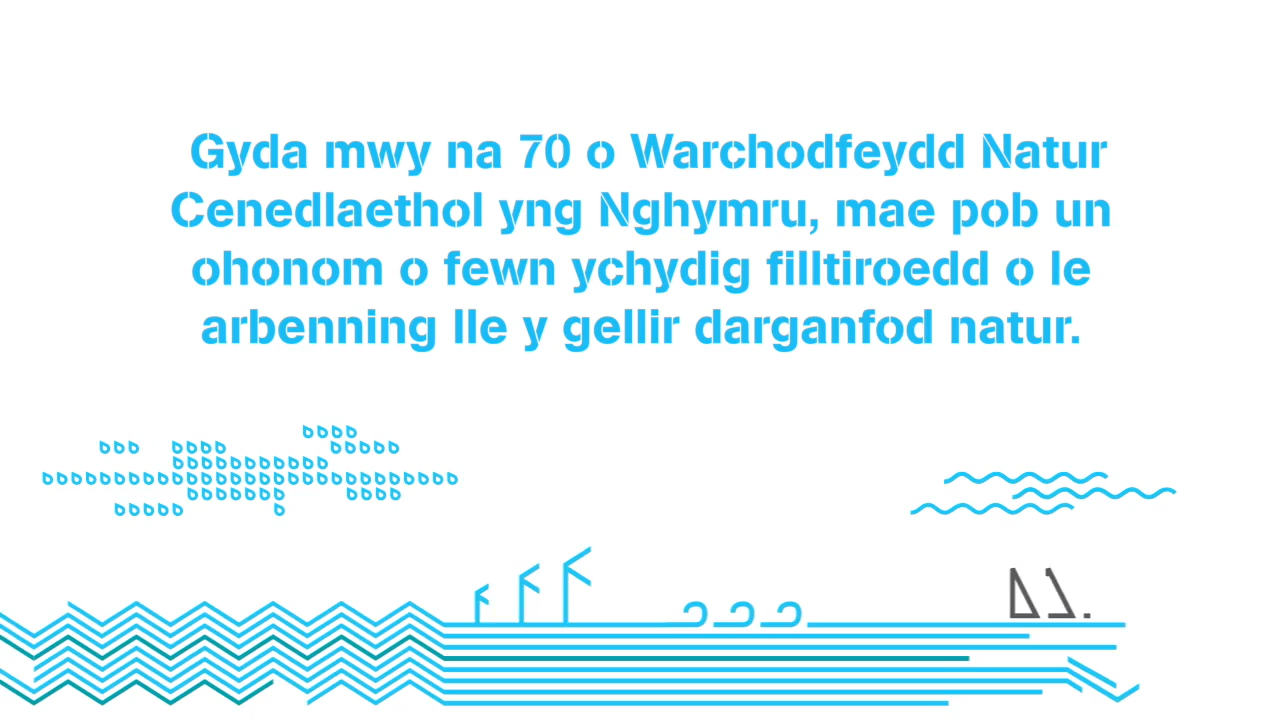 Gyda mwy na 70 o Warchodfeydd Natur
Cenedlaethol yng Nghymru, mae pob un
ohonom o fewn ychydig filltiroedd o le
arbenning lle y gellir darganfod natur.